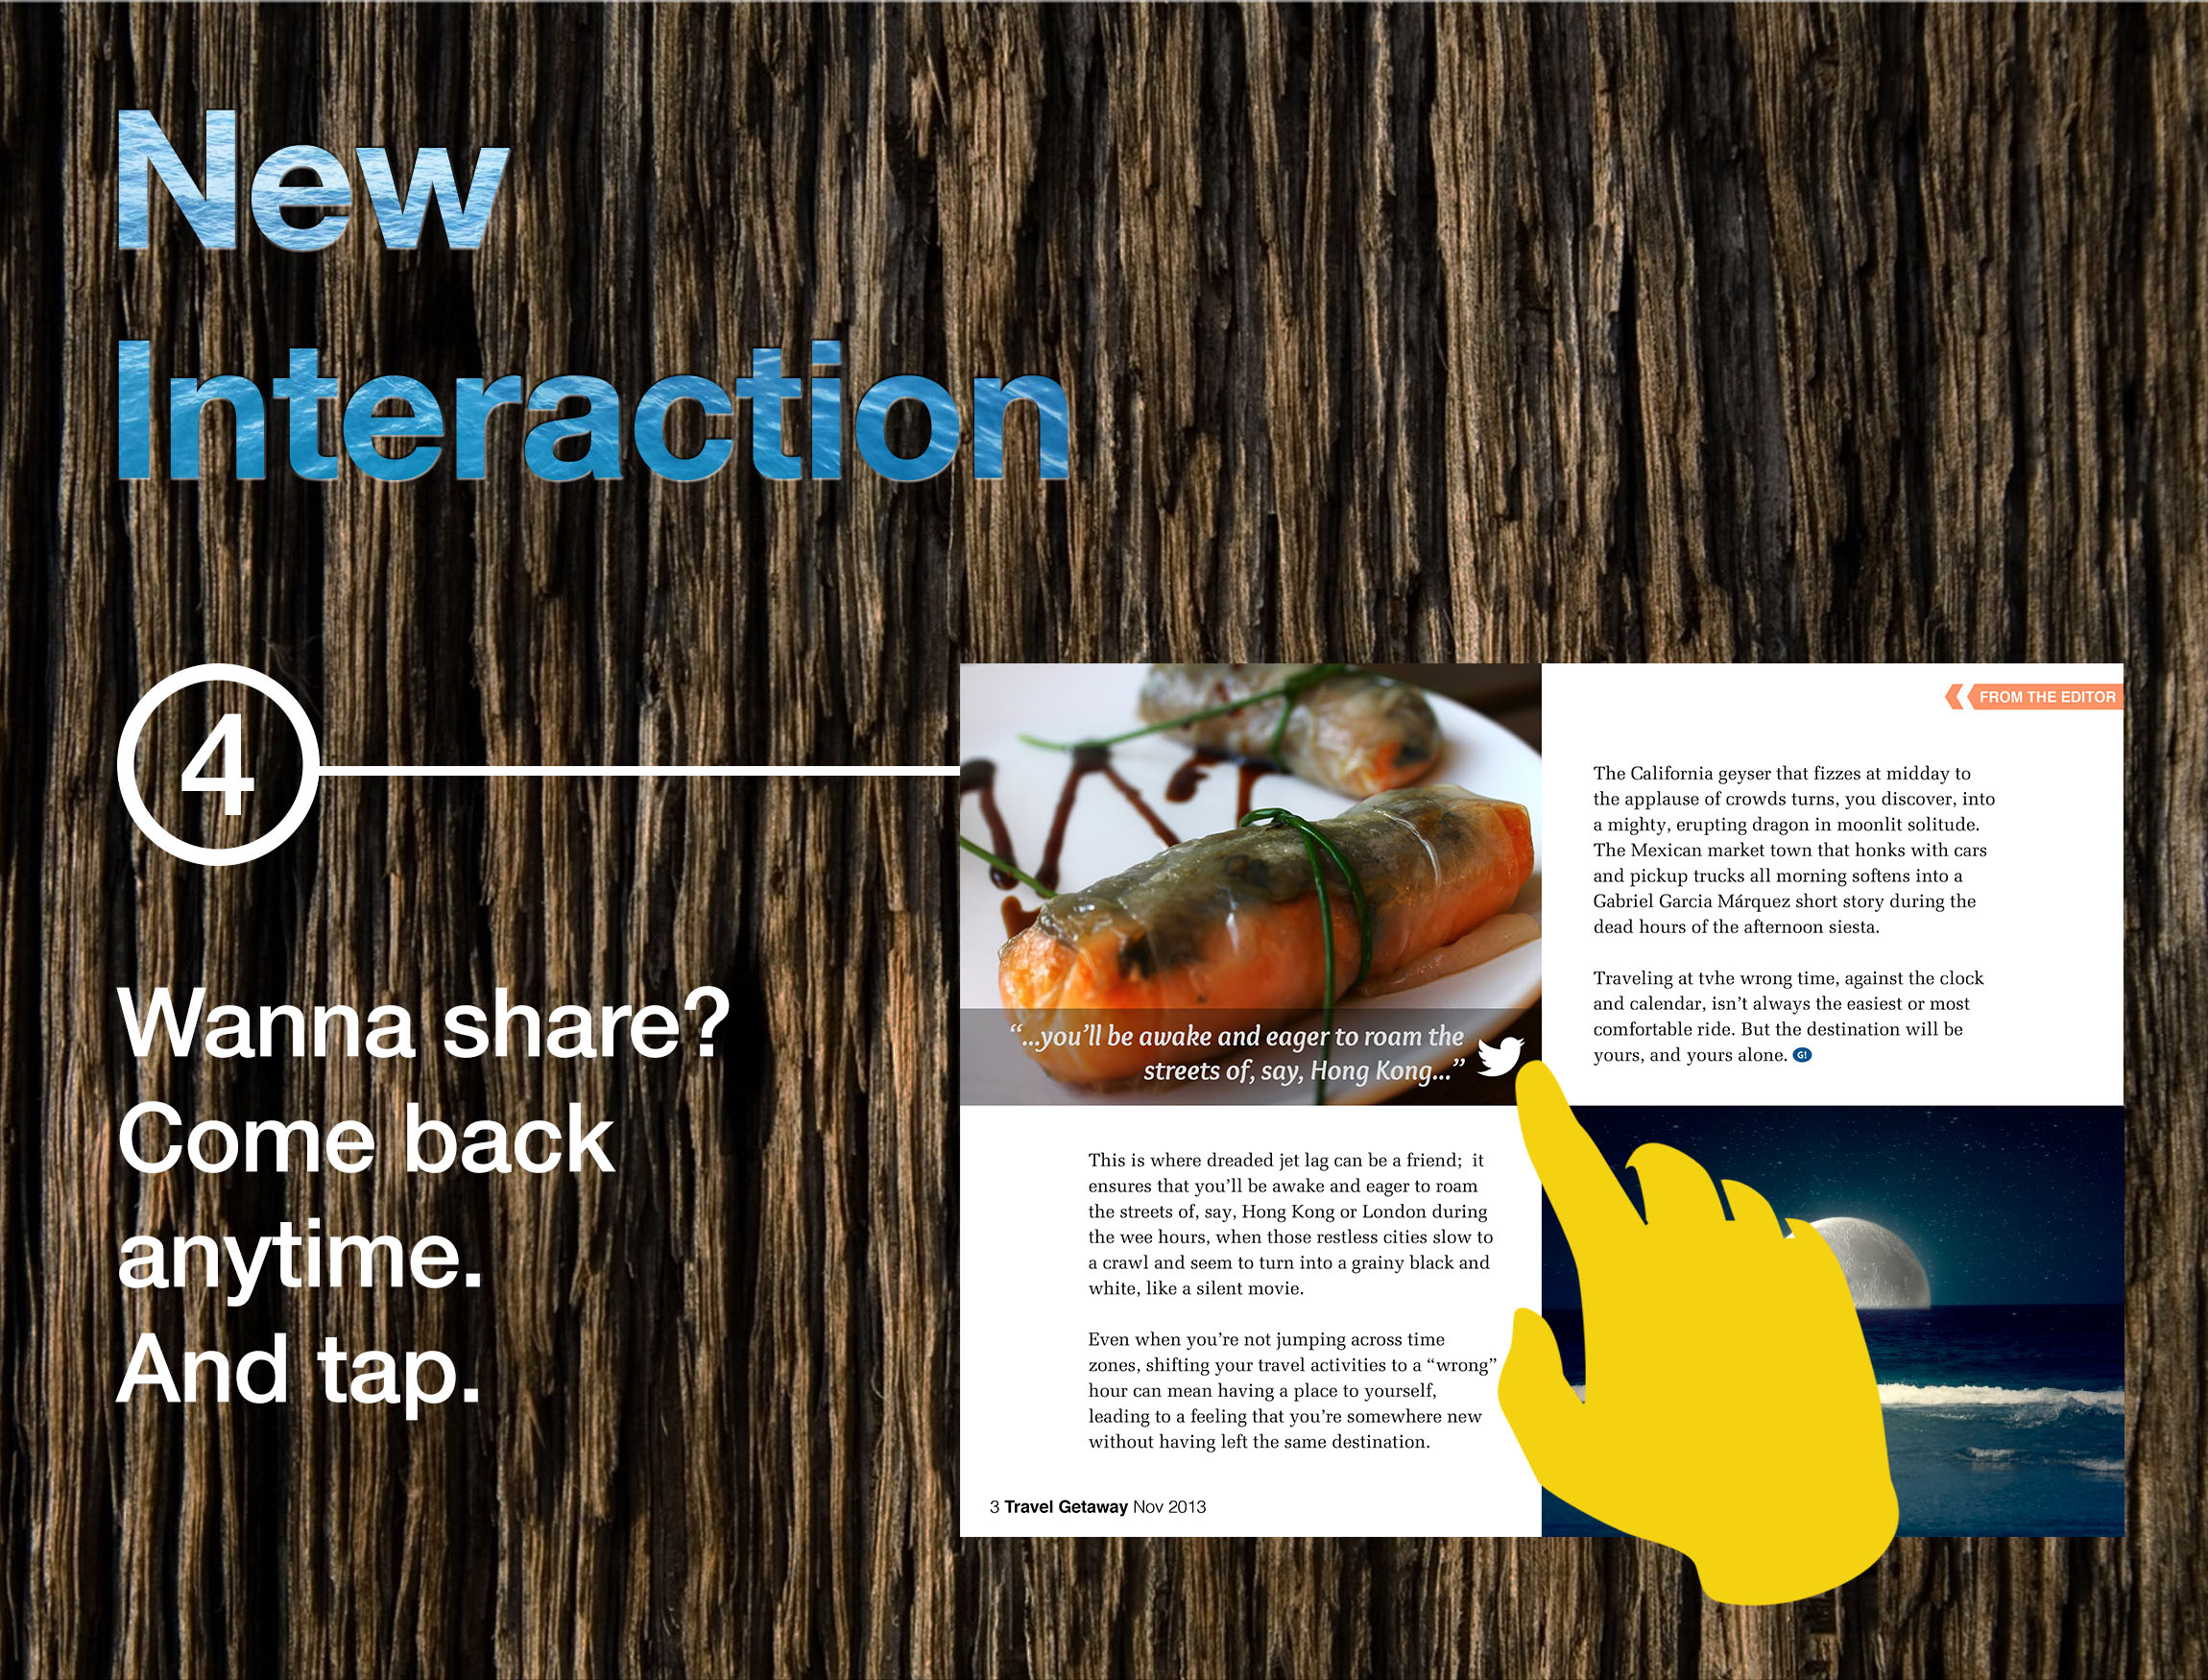 New
Interaction
4
Wanna share?
Come back
anytime.
And tap.
“...you’ll be awake and eager to roam the
streets of, say, Hong Kong...”
This is where dreaded jet lag can be a friend;  it
ensures that you’ll be awake and eager to roam
the streets of, say, Hong Kong or London during
the wee hours, when those restless cities slow to
a crawl and seem to turn into a grainy black and
white, like a silent movie.
Even when you’re not jumping across time
zones, shifting your travel activities to a “wrong”
hour can mean having a place to yourself,
leading to a feeling that you’re somewhere new
without having left the same destination.
3 Travel Getaway Nov 2013
FROM THE EDITOR
The California geyser that fizzes at midday to
the applause of crowds turns, you discover, into
a mighty, erupting dragon in moonlit solitude.
The Mexican market town that honks with cars
and pickup trucks all morning softens into a
Gabriel Garcia Márquez short story during the
dead hours of the afternoon siesta.
Traveling at tvhe wrong time, against the clock
and calendar, isn’t always the easiest or most
comfortable ride. But the destination will be
yours, and yours alone. G!